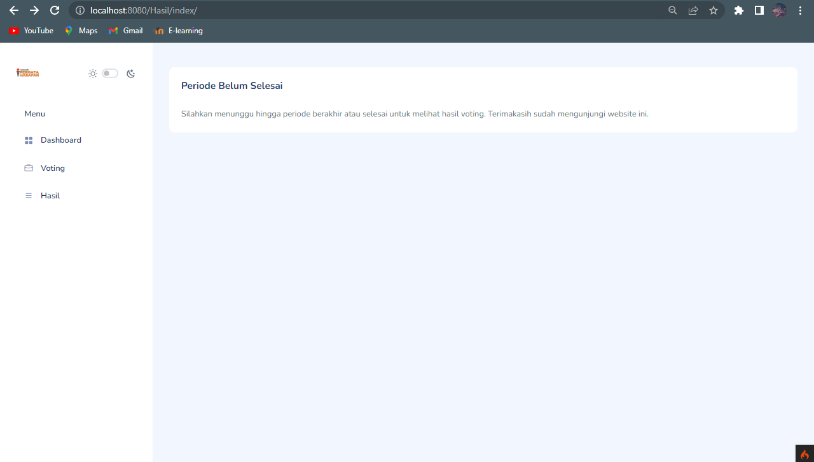 localhost:8080/Hasil/index/
YouTube Maps Gmail E-learning
Menu
Dashboard
Voting
Hasil
Periode Belum Selesai
Silahkan menunggu hingga periode berakhir atau selesai untuk melihat hasil voting. Terimakasih sudah mengunjungi website ini.